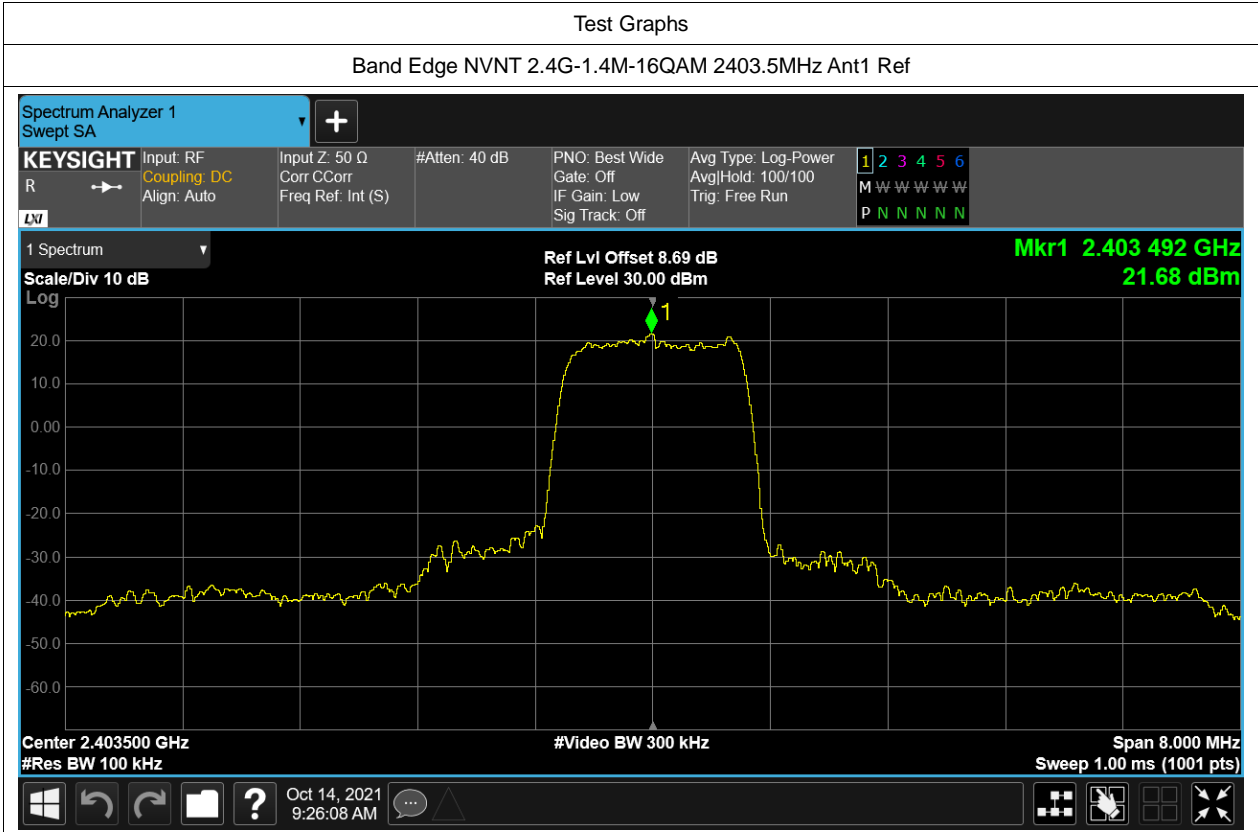 Test Graphs
Band Edge NVNT 2.4G-1.4M-16QAM 2403.5MHz Ant1 Ref
Spectrum Analyzer 1
Swept SA
+
KEYSIGHT
R
LXI
Input: RF
Coupling: DC
Align: Auto
Input Z: 50 Ω
Corr CCorr
Freq Ref: Int (S)
#Atten: 40 dB
PNO: Best Wide
Gate: Off
IF Gain: Low
Sig Track: Off
Avg Type: Log-Power
Avg|Hold: 100/100
Trig: Free Run
1 2 3 4 5 6
M W W W W W
P N N N N N
1 Spectrum
Scale/Div 10 dB
Ref Lvl Offset 8.69 dB
Ref Level 30.00 dBm
Mkr1 2.403 492 GHz
21.68 dBm
Log
1
20.0
10.0
0.00
-10.0
-20.0
-30.0
-40.0
-50.0
-60.0
Center 2.403500 GHz
#Video BW 300 kHz
Span 8.000 MHz
#Res BW 100 kHz
Sweep 1.00 ms (1001 pts)
?
Oct 14, 2021
9:26:08 AM